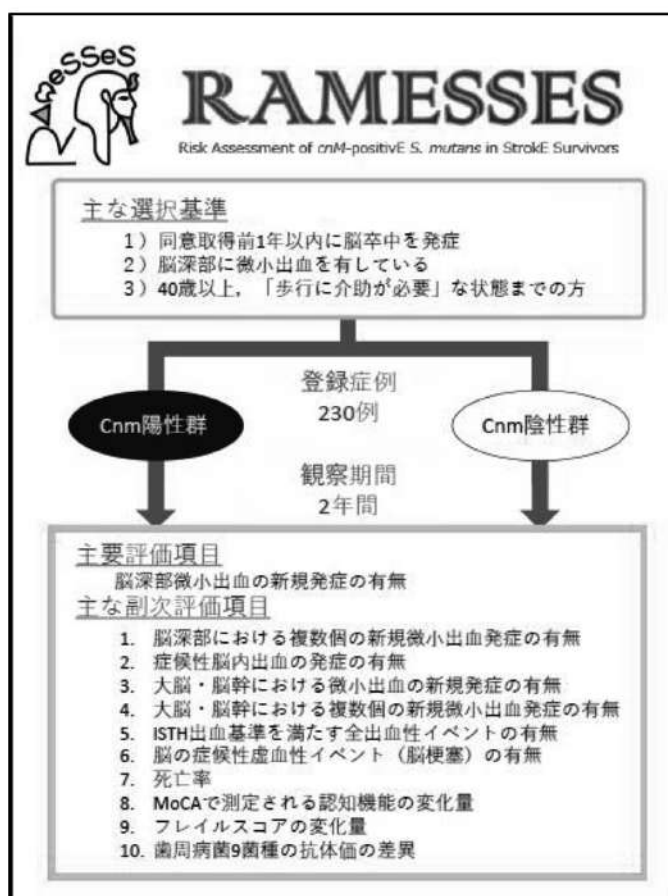 RAMESSES
RAMESSES
Risk Assessment of cnM-positivE S. mutans in StrokE Survivors
主な選択基準
1）同意取得前1年以内に脳卒中を発症
2）脳深部に微小出血を有している
3）40歳以上，「歩行に介助が必要」な状態までの方
登録症例
230例
Cnm陽性群
Cnm陰性群
観察期間
2年間
主要評価項目
脳深部微小出血の新規発症の有無
主な副次評価項目
1. 脳深部における複数個の新規微小出血発症の有無
2. 症候性脳内出血の発症の有無
3. 大脳・脳幹における微小出血の新規発症の有無
4. 大脳・脳幹における複数個の新規微小出血発症の有無
5. ISTH出血基準を満たす全出血性イベントの有無
6. 脳の症候性虚血性イベント（脳梗塞）の有無
7. 死亡率
8. MoCAで測定される認知機能の変化量
9. フレイルスコアの変化量
10. 歯周病菌9菌種の抗体価の差異